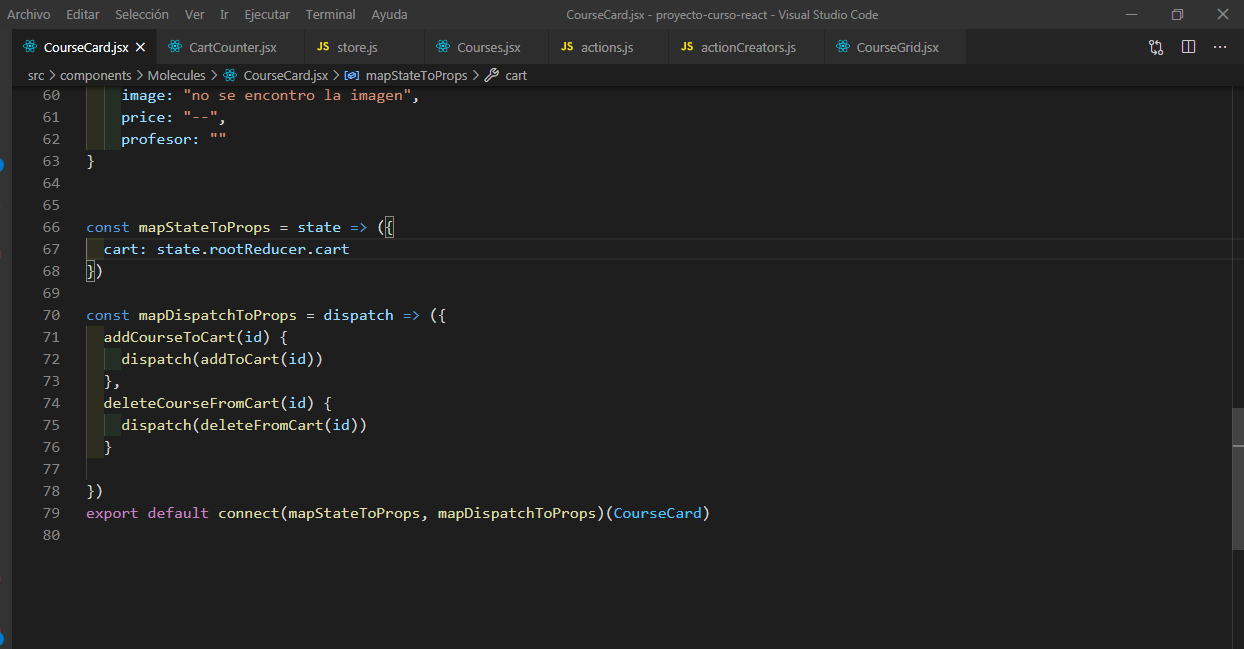 Archivo Editar Selección Ver Ir Ejecutar Terminal Ayuda CourseCard.jsx - proyecto-curso-react - Visual Studio Code
CourseCard.jsx CartCounter.jsx JS store.js Courses.jsx JS actions.js JS actionCreators.js CourseGrid.jsx
src > components > Molecules > CourseCard.jsx > mapStateToProps > cart
60 image: "no se encontro la imagen",
61 price: "--",
62 profesor: ""
63 }
64
65
66 const mapStateToProps = state => ({
67 cart: state.rootReducer.cart
68 })
69
70 const mapDispatchToProps = dispatch => ({
71 addCourseToCart(id) {
72 dispatch(addToCart(id))
73 },
74 deleteCourseFromCart(id) {
75 dispatch(deleteFromCart(id))
76 }
77
78 })
79 export default connect(mapStateToProps, mapDispatchToProps)(CourseCard)
80